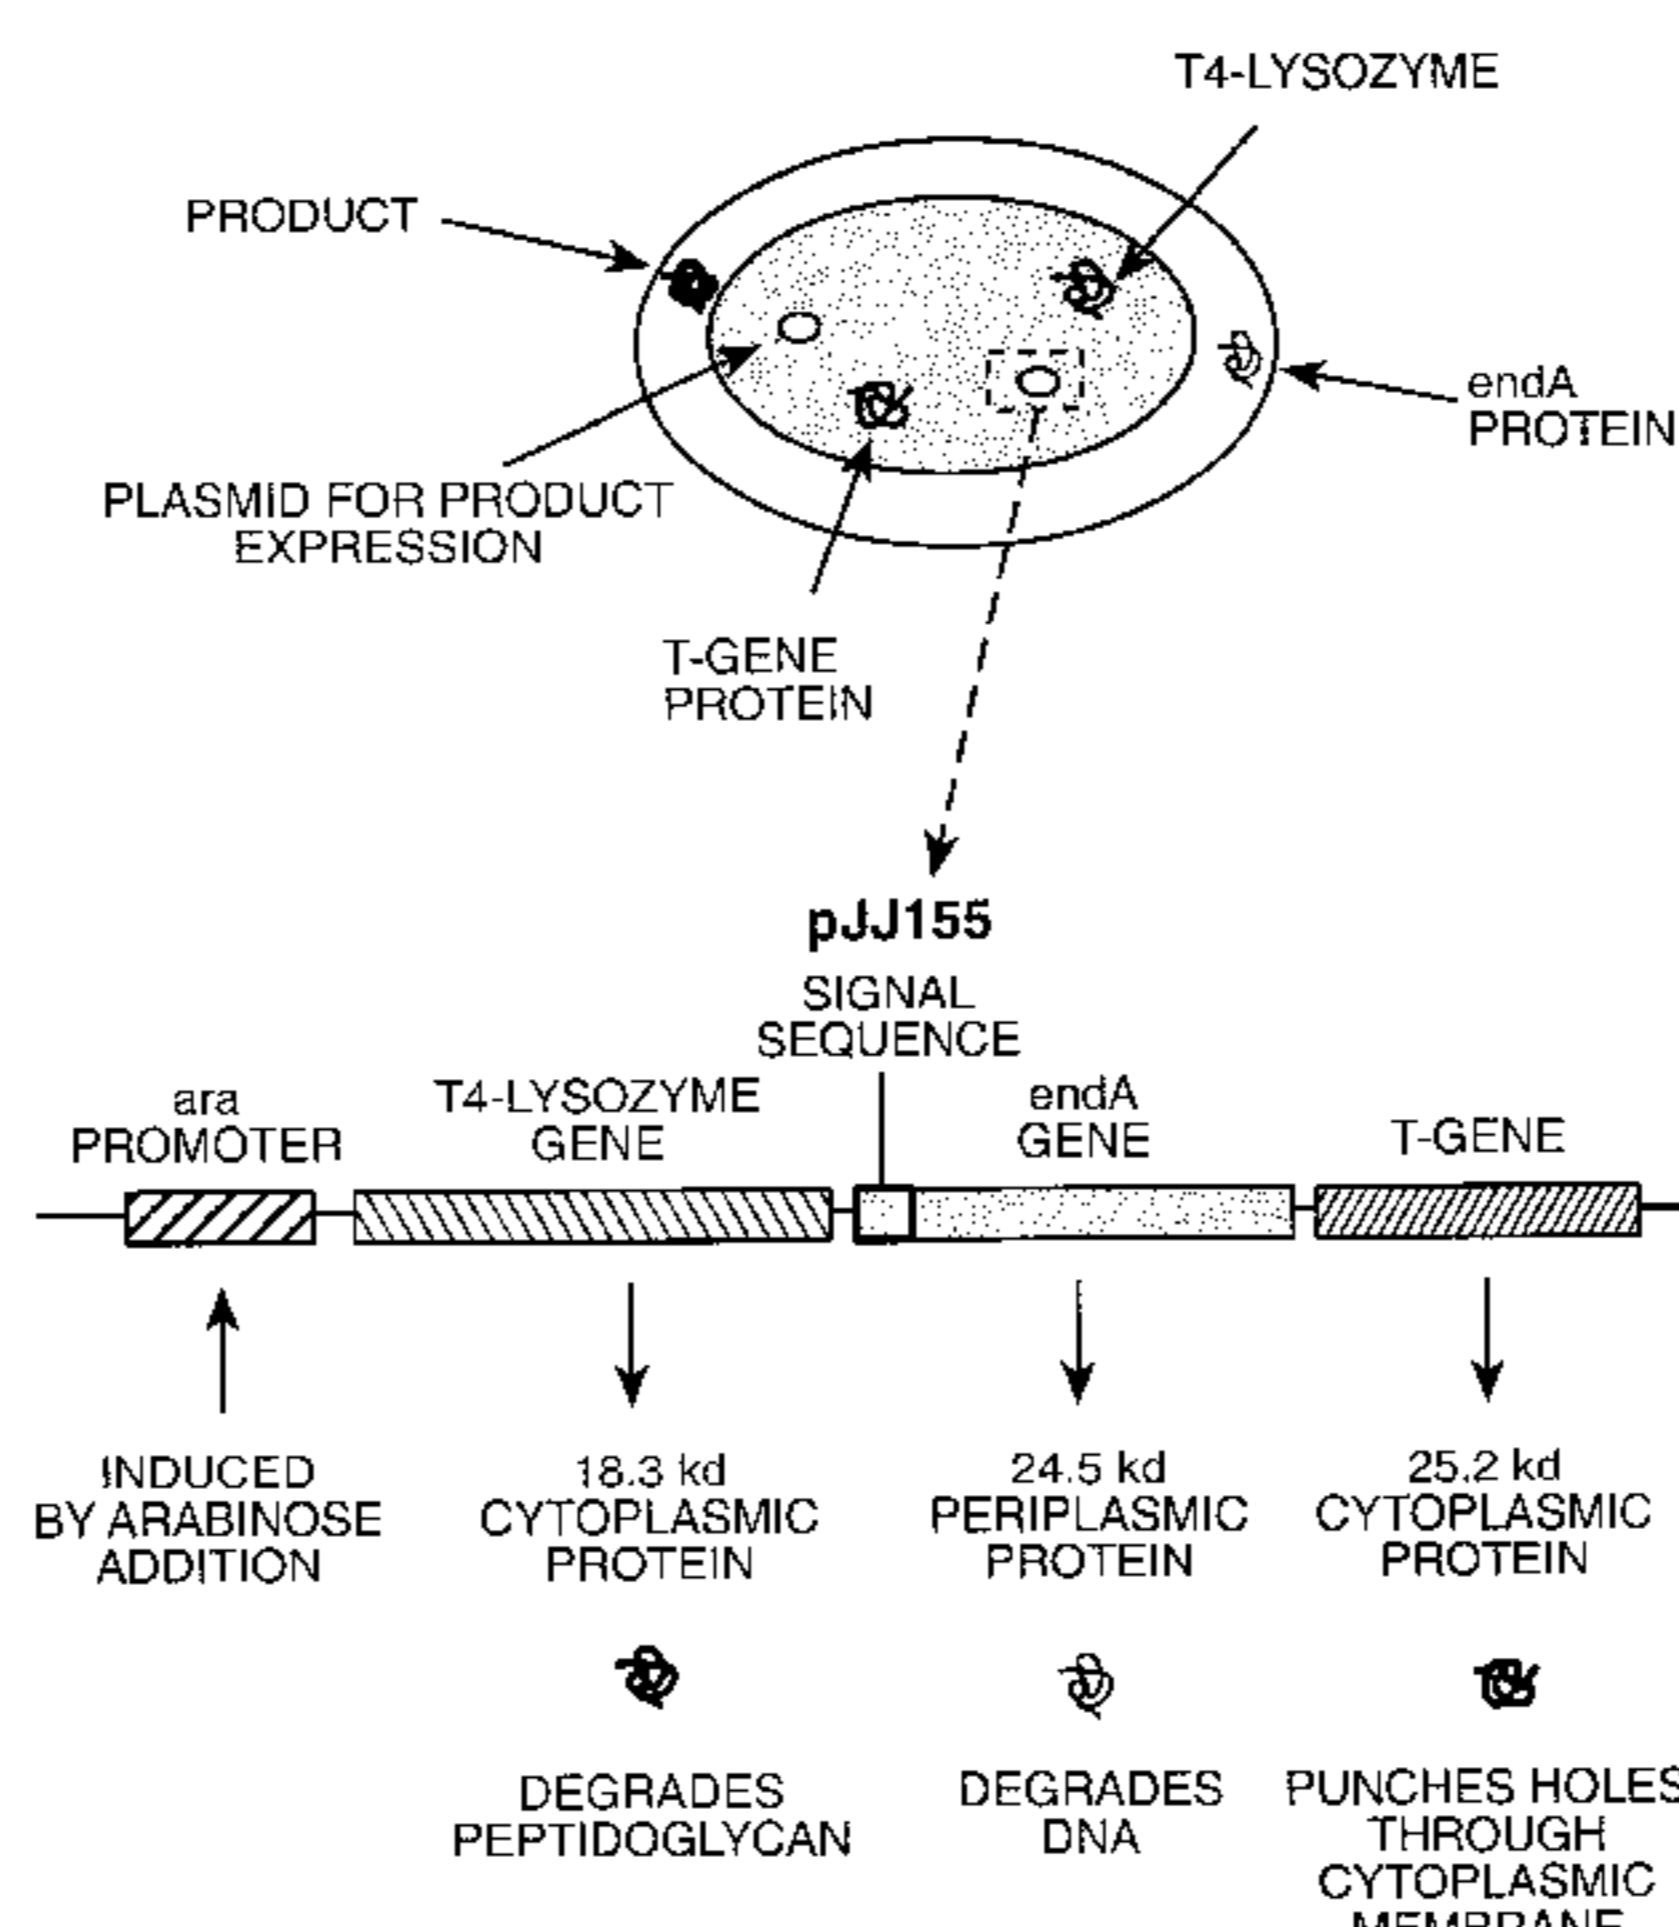 T4-LYSOZYME
PRODUCT
endA
PROTEIN
PLASMID FOR PRODUCT
EXPRESSION
T-GENE
PROTEIN
pJJ155
SIGNAL
SEQUENCE
ara
PROMOTER
T4-LYSOZYME
GENE
endA
GENE
T-GENE
INDUCED
BY ARABINOSE
ADDITION
18.3 kd
CYTOPLASMIC
PROTEIN
24.5 kd
PERIPLASMIC
PROTEIN
25.2 kd
CYTOPLASMIC
PROTEIN
DEGRADES
PEPTIDOGLYCAN
DEGRADES
DNA
PUNCHES HOLES
THROUGH
CYTOPLASMIC
MEMBRANE